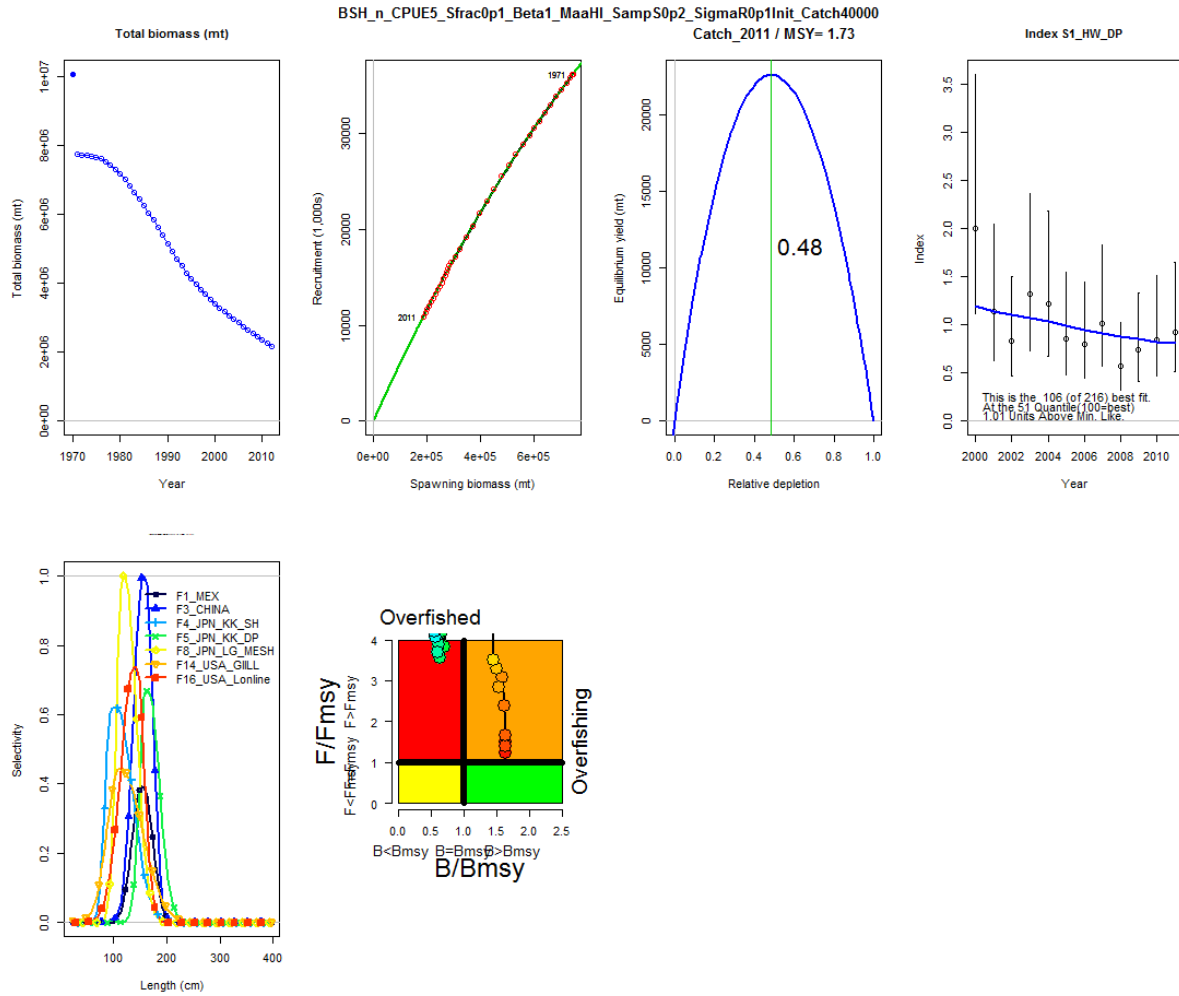 BSH_n_CPUE5_Sfrac0p1_Beta1_MaaHI_SampS0p2_SigmaR0p1Init_Catch40000
Total biomass (mt)
Catch_2011 / MSY= 1.73
Index S1_HW_DP
Total biomass (mt)
0e+00 2e+06 4e+06 6e+06 8e+06 1e+07
1970 1980 1990 2000 2010
Year
Recruitment (1,000s)
0 10000 20000 30000
1971
2011
0e+00 2e+05 4e+05 6e+05
Spawning biomass (mt)
Equilibrium yield (mt)
0 5000 10000 15000 20000
0.48
0.0 0.2 0.4 0.6 0.8 1.0
Relative depletion
Index
0.0 0.5 1.0 1.5 2.0 2.5 3.0 3.5
This is the 106 (of 216) best fit.
At the 51 Quantile(100=best)
1.01 Units Above Min. Like.
2000 2002 2004 2006 2008 2010
Year
Selectivity
0.0 0.2 0.4 0.6 0.8 1.0
F1_MEX
F3_CHINA
F4_JPN_KK_SH
F5_JPN_KK_DP
F8_JPN_LG_MESH
F14_USA_GIILL
F16_USA_Lonline
100 200 300 400
Length (cm)
Overfished
Overfishing
F/Fmsy
F<Fmsy F>Fmsy
0 1 2 3 4
0.0 0.5 1.0 1.5 2.0 2.5
B<Bmsy B=Bmsy B>Bmsy
B/Bmsy